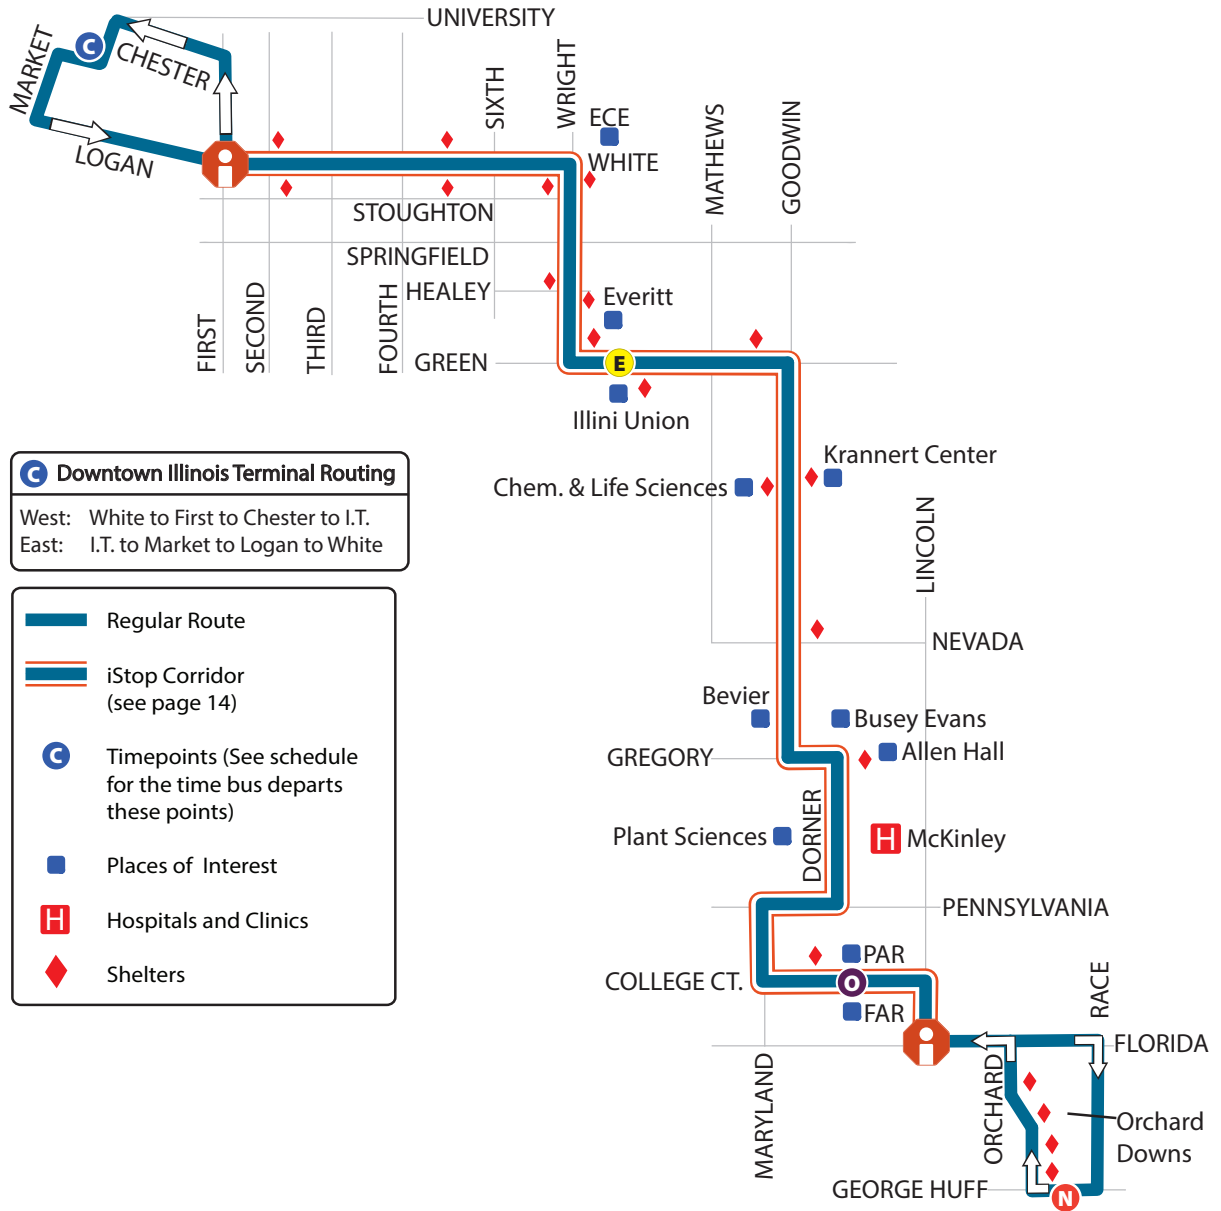 UNIVERSITY
MARKET
C
CHESTER
LOGAN
SIXTH
WRIGHT
ECE
WHITE
MATHEWS
GOODWIN
STOUGHTON
SPRINGFIELD
HEALEY
FIRST
SECOND
THIRD
FOURTH
GREEN
Everitt
E
Illini Union
Krannert Center
Chem. & Life Sciences
LINCOLN
C Downtown Illinois Terminal Routing
West: White to First to Chester to I.T.
East: I.T. to Market to Logan to White
Regular Route
iStop Corridor
(see page 14)
C Timepoints (See schedule
for the time bus departs
these points)
Places of Interest
H Hospitals and Clinics
Shelters
NEVADA
Bevier
Busey Evans
GREGORY
Allen Hall
Plant Sciences
DORNER
H McKinley
PENNSYLVANIA
PAR
COLLEGE CT.
O
FAR
RACE
FLORIDA
MARYLAND
ORCHARD
Orchard
Downs
GEORGE HUFF
N